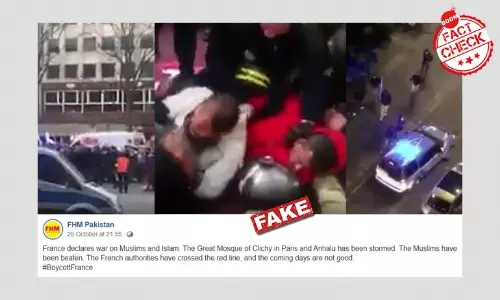 100%
FACT
CHECK
FAKE
FHM
FHM Pakistan
26 October at 21:55
France declares war on Muslims and Islam. The Great Mosque of Clichy in Paris and Anhalu has been stormed. The Muslims have
been beaten. The French authorities have crossed the red line, and the coming days are not good.
#BoycottFrance